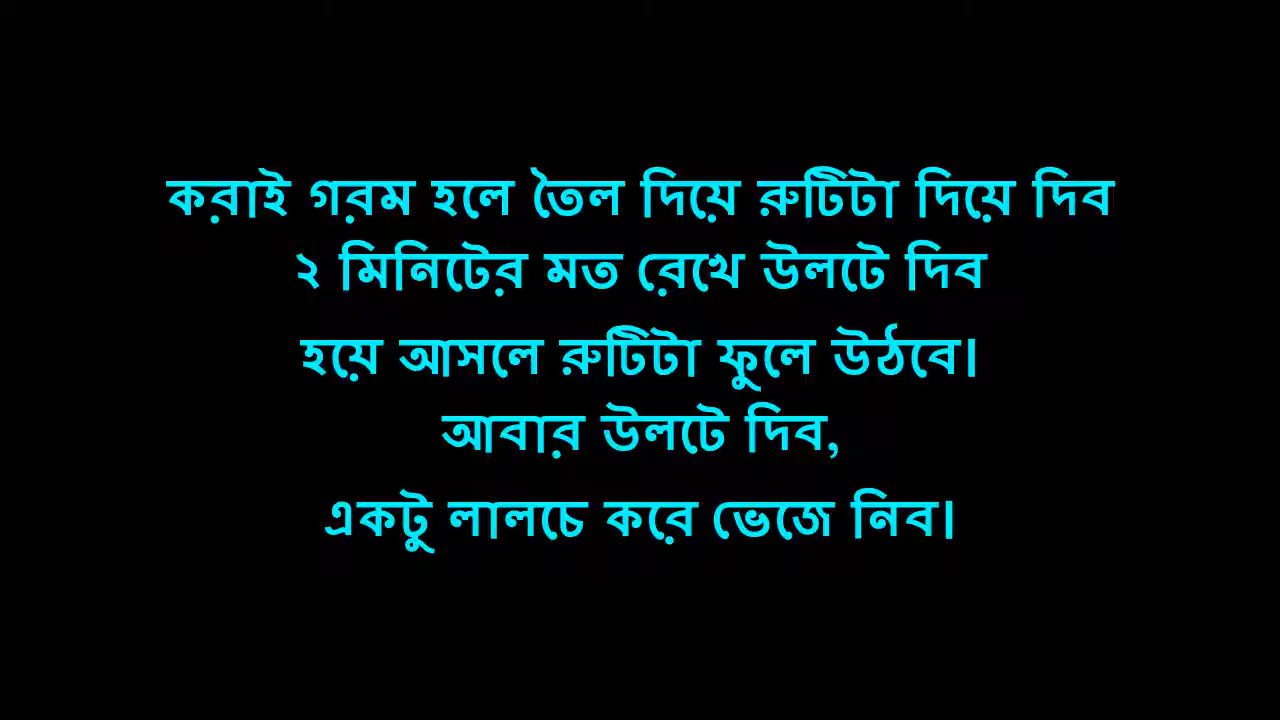 করাই গরম হলে তৈল দিয়ে রুটিটা দিয়ে দিব
২ মিনিটের মত রেখে উলটে দিব
হয়ে আসলে রুটিটা ফুলে উঠবে।
আবার উলটে দিব,
একটু লালচে করে ভেজে নিব।